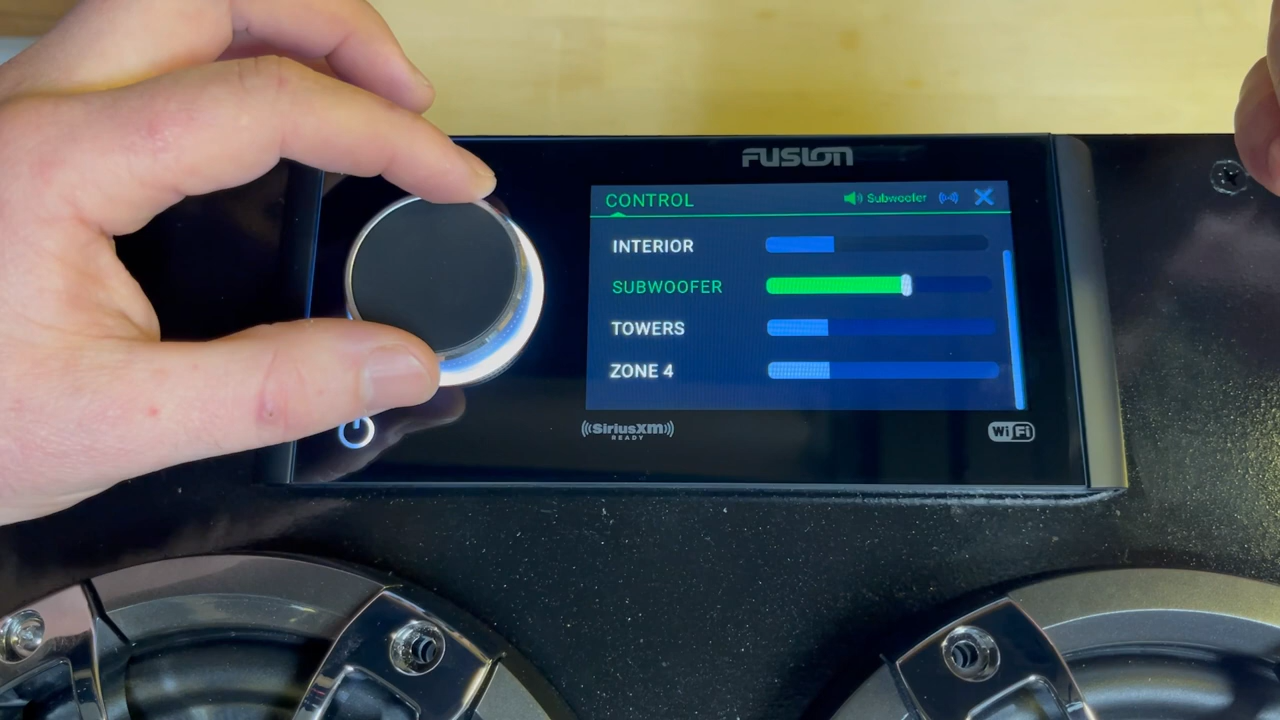 FUSION
CONTROL
Subwoofer
INTERIOR
SUBWOOFER
TOWERS
ZONE 4
SiriusXM
READY
WiFi